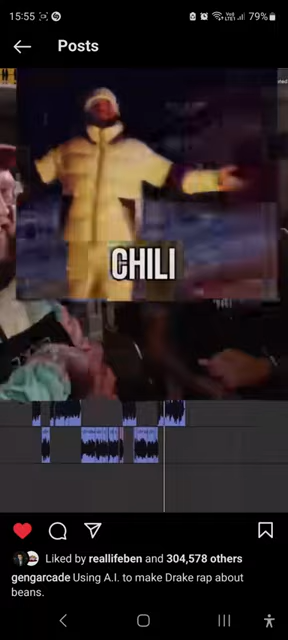 15:55
79%
Posts
CHILI
Liked by reallifeben and 304,578 others
gengarcade Using A.I. to make Drake rap about
beans.